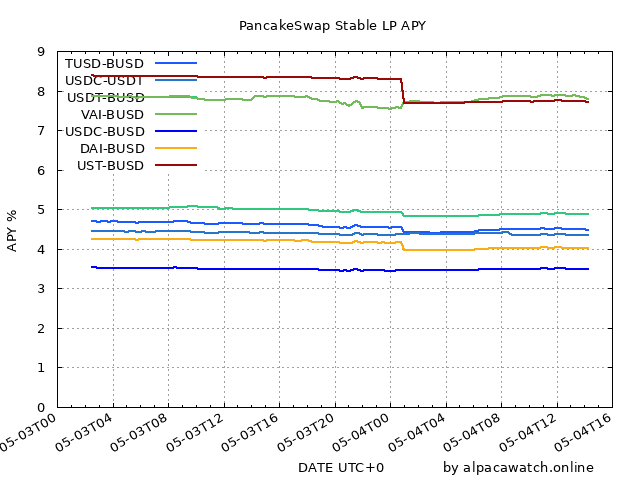 PancakeSwap Stable LP APY
9
8
7
6
5
4
3
2
1
0
APY %
TUSD-BUSD
USDC-USDT
USDT-BUSD
VAI-BUSD
USDC-BUSD
DAI-BUSD
UST-BUSD
05-03T00
05-03T04
05-03T08
05-03T12
05-03T16
05-03T20
05-04T00
05-04T04
05-04T08
05-04T12
05-04T16
DATE UTC+0
by alpacawatch.online